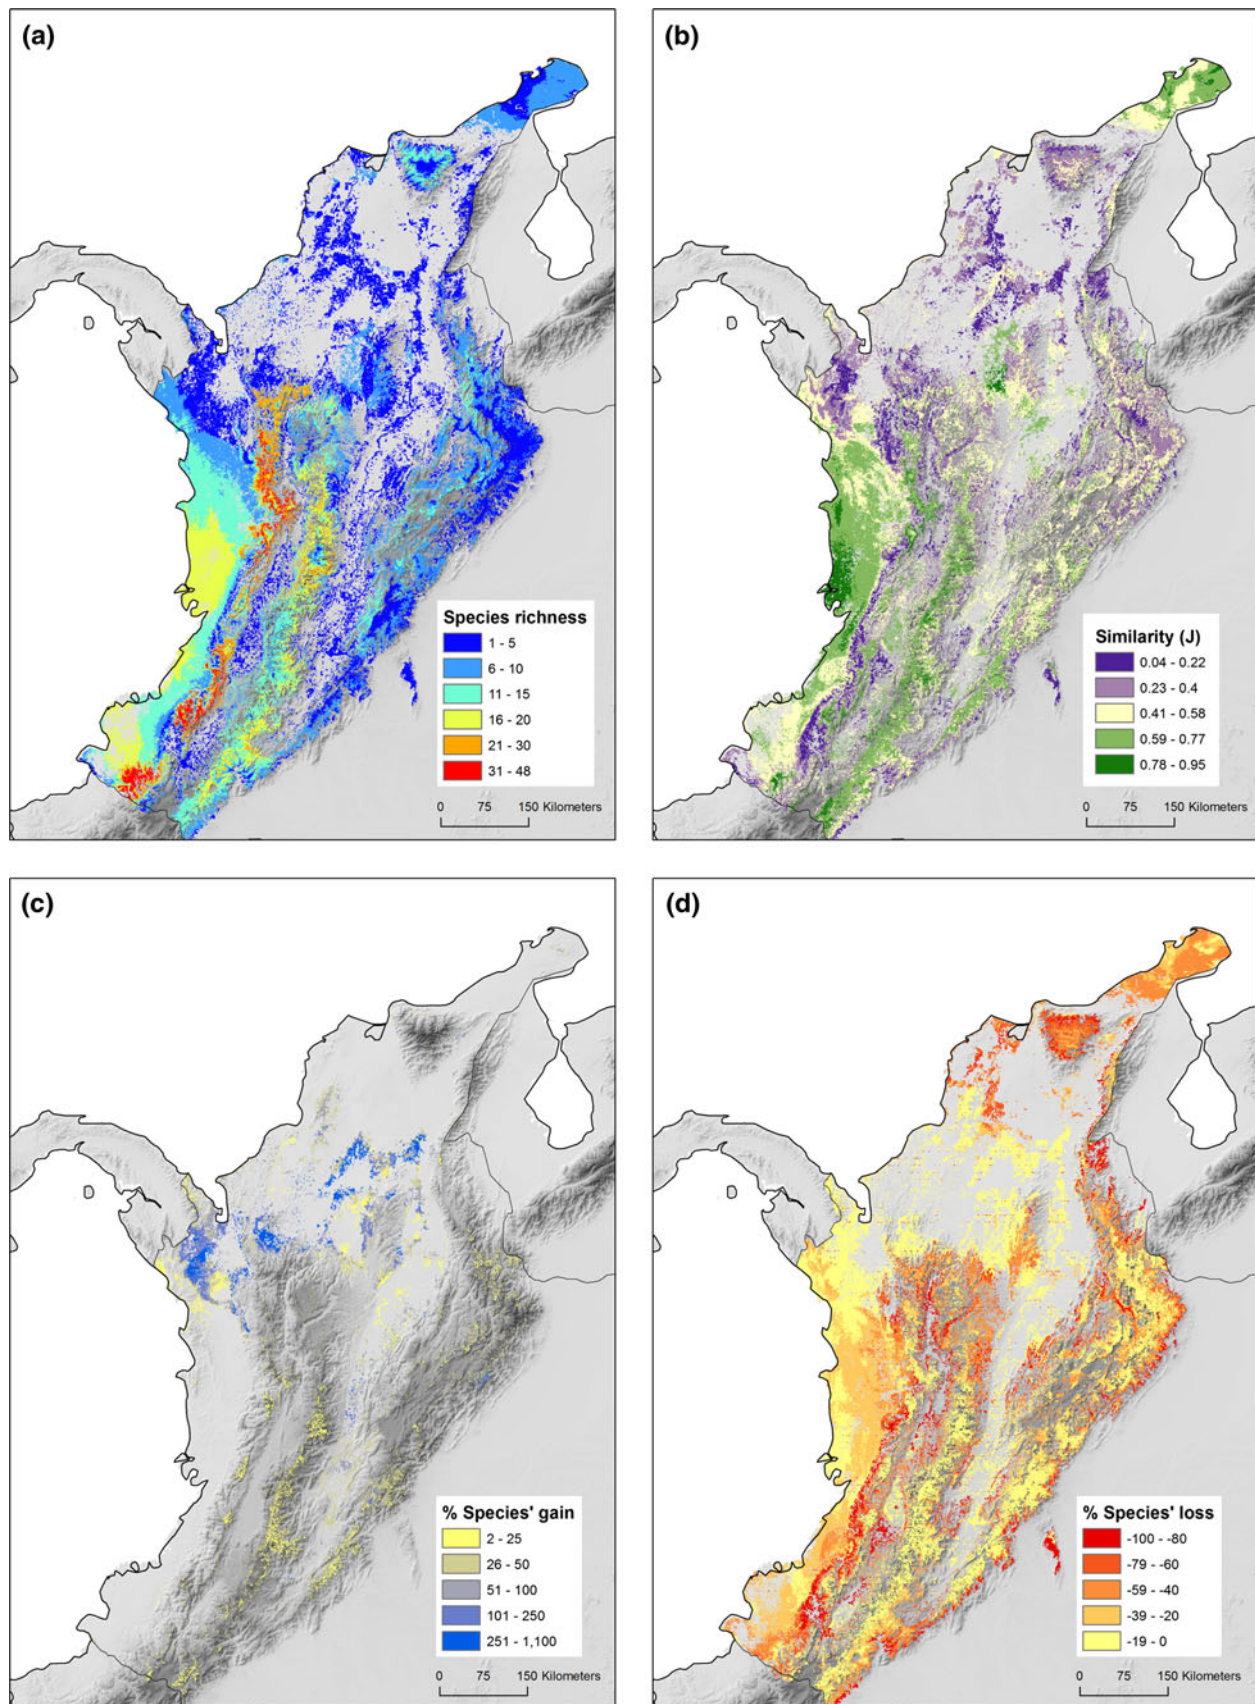 (a)
Species richness
1 - 5
6 - 10
11 - 15
16 - 20
21 - 30
31 - 48
0 75 150 Kilometers
(b)
Similarity (J)
0.04 - 0.22
0.23 - 0.4
0.41 - 0.58
0.59 - 0.77
0.78 - 0.95
0 75 150 Kilometers
(c)
% Species' gain
2 - 25
26 - 50
51 - 100
101 - 250
251 - 1,100
0 75 150 Kilometers
(d)
% Species' loss
-100 - -80
-79 - -60
-59 - -40
-39 - -20
-19 - 0
0 75 150 Kilometers